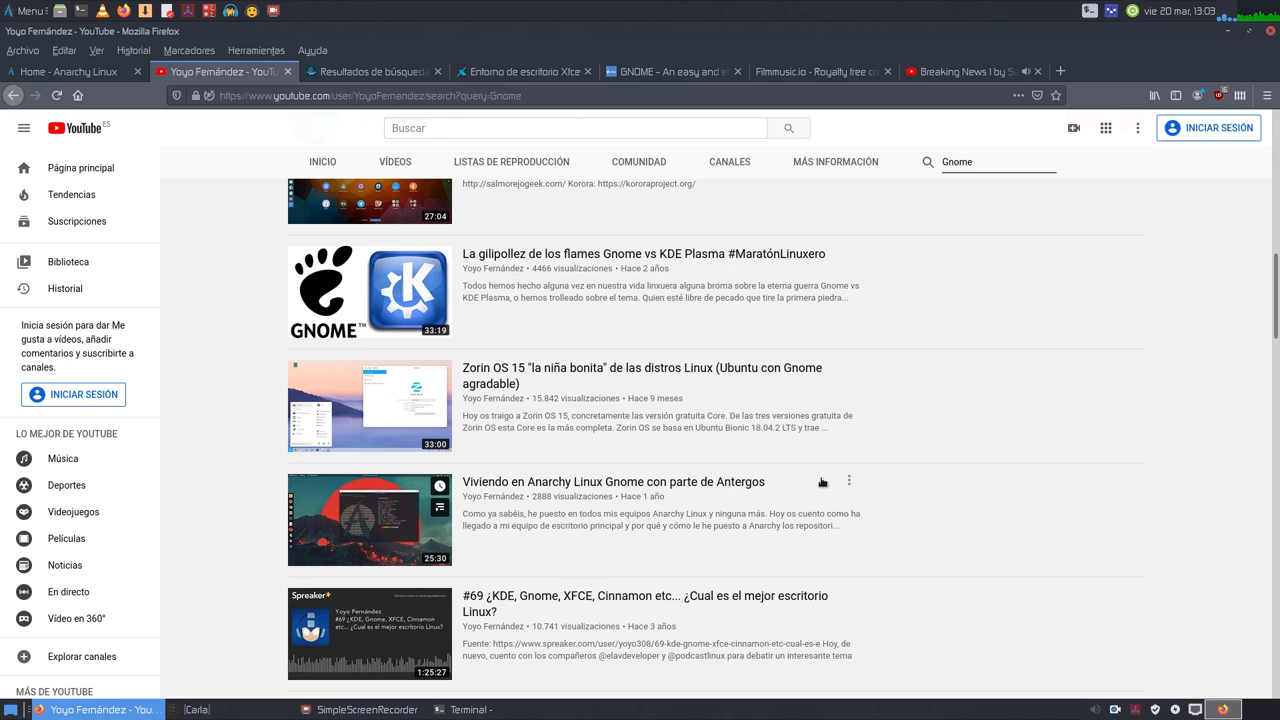 Menu
vie 20 mar, 13:03
Yoyo Fernández - YouTube - Mozilla Firefox
Archivo Editar Ver Historial Marcadores Herramientas Ayuda
Home - Anarchy Linux
Yoyo Fernández - YouTu
Resultados de búsqueda
Entorno de escritorio Xfce
GNOME – An easy and el
Filmmusic.io - Royalty free
Breaking News 1 by Sa
https://www.youtube.com/user/YoyoFernandez/search?query=Gnome
YouTube ES
Buscar
INICIAR SESIÓN
INICIO
VÍDEOS
LISTAS DE REPRODUCCIÓN
COMUNIDAD
CANALES
MÁS INFORMACIÓN
Gnome
Página principal
Tendencias
Suscripciones
Biblioteca
Historial
Inicia sesión para dar Me
gusta a vídeos, añadir
comentarios y suscribirte a
canales.
INICIAR SESIÓN
LO MEJOR DE YOUTUBE
Música
Deportes
Videojuegos
Películas
Noticias
En directo
Vídeo en 360°
Explorar canales
MÁS DE YOUTUBE
http://salmorejogeek.com/ Korora: https://kororaproject.org/
27:04
La gilipollez de los flames Gnome vs KDE Plasma #MaratónLinuxero
Yoyo Fernández • 4466 visualizaciones • Hace 2 años
Todos hemos hecho alguna vez en nuestra vida linxuera alguna broma sobre la eterna guerra Gnome vs
KDE Plasma, o hemos trolleado sobre el tema. Quien esté libre de pecado que tire la primera piedra...
GNOME™
33:19
Zorin OS 15 "la niña bonita" de las distros Linux (Ubuntu con Gnome
agradable)
Yoyo Fernández • 15.842 visualizaciones • Hace 9 meses
Hoy os traigo a Zorin OS 15, concretamente las versión gratuita Core. De las tres versiones gratuita de
Zorin OS esta Core es la más completa. Zorin OS se basa en Ubuntu Bionic 18.04.2 LTS y trae ...
33:00
Viviendo en Anarchy Linux Gnome con parte de Antergos
Yoyo Fernández • 2888 visualizaciones • Hace 1 año
Como ya sabéis, he puesto en todos mis equipos Anarchy Linux y ninguna más. Hoy os cuento como ha
llegado a mi equipo de escritorio principal y por qué y cómo le he puesto a Anarchy los repositori...
25:30
#69 ¿KDE, Gnome, XFCE, Cinnamon etc... ¿Cual es el mejor escritorio
Linux?
Yoyo Fernández • 10.741 visualizaciones • Hace 3 años
Fuente: https://www.spreaker.com/user/yoyo308/69-kde-gnome-xfce-cinnamon-etc-cual-es-e Hoy, de
nuevo, cuento con los compañeros @elavdeveloper y @podcastlinux para debatir un interesante tema
Spreaker
Yoyo Fernández
#69 ¿KDE, Gnome, XFCE, Cinnamon
etc... ¿Cual es el mejor escritorio Linux?
1:25:27
Yoyo Fernández - YouT...
[Carla]
SimpleScreenRecorder
Terminal -